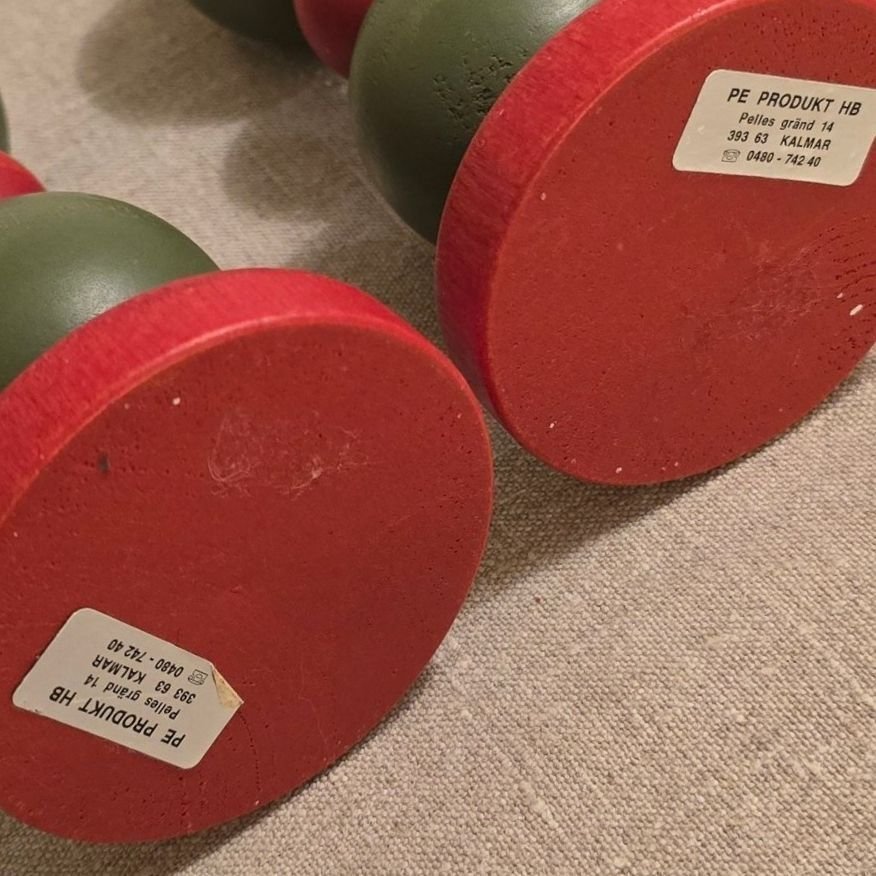 PE PRODUKT HB
Pelles gränd 14
393 63 KALMAR
☏ 0480 - 742 40
PE PRODUKT HB
Pelles gränd 14
393 63 KALMAR
☏ 0480 - 742 40